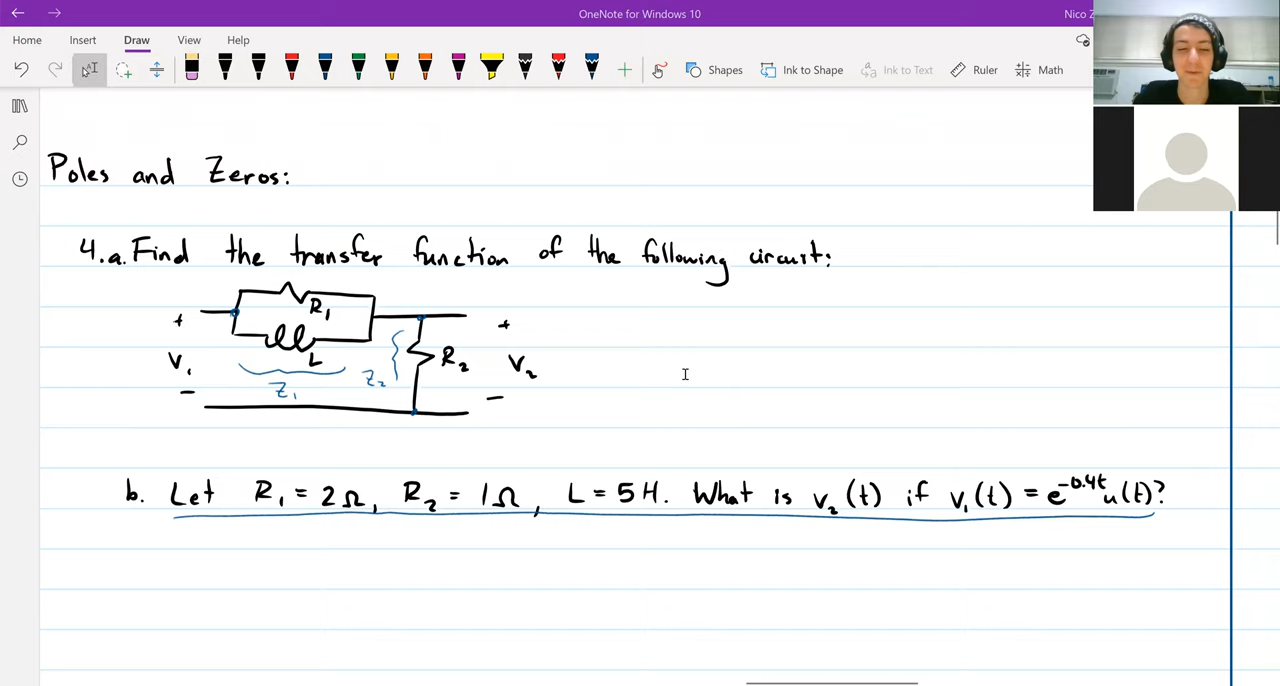 OneNote for Windows 10
Nico Z
Home Insert Draw View Help
Shapes Ink to Shape Ink to Text Ruler Math
Poles and Zeros:
4.a. Find the transfer function of the following circuit:
R₁
+ +
V₁ L Z₂ R₂ V₂
− Z₁ −
b. Let R₁ = 2Ω, R₂ = 1Ω, L = 5 H. What is v₂(t) if v₁(t) = e^-0.4t u(t)?